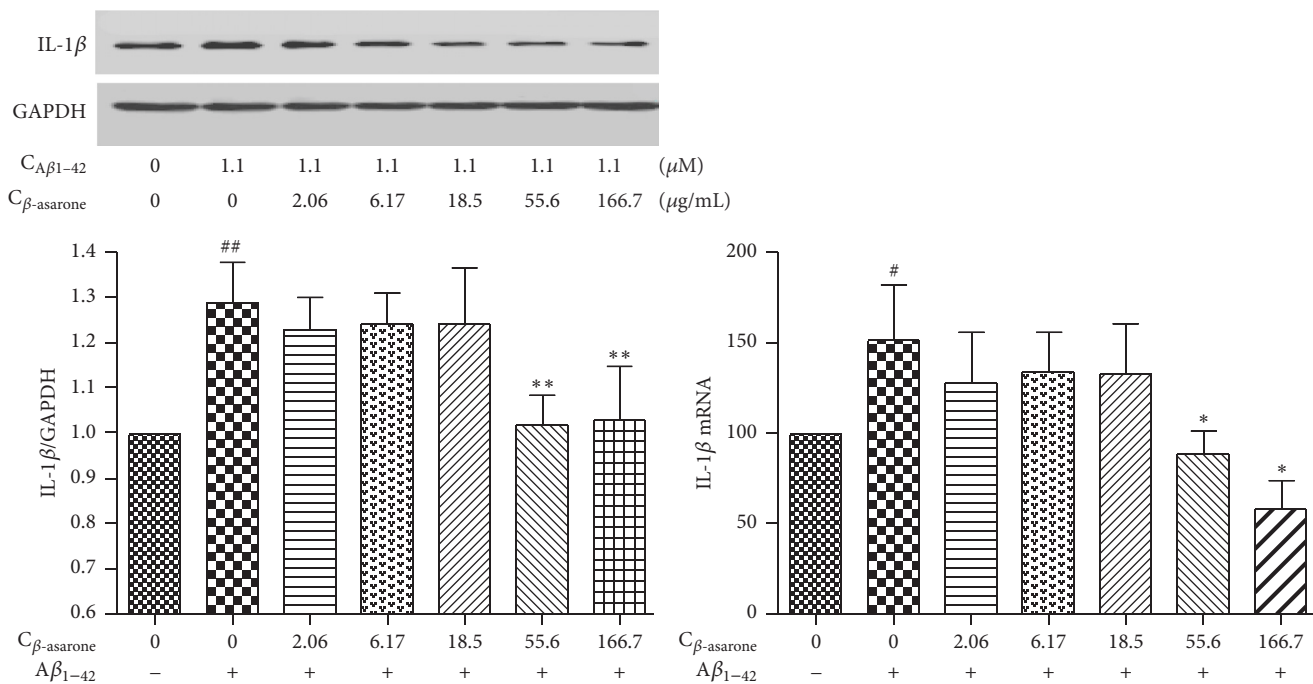 IL-1β
GAPDH
C Aβ1–42 0 1.1 1.1 1.1 1.1 1.1 1.1 (μM)
C β-asarone 0 0 2.06 6.17 18.5 55.6 166.7 (μg/mL)
IL-1β/GAPDH
1.4
1.3
1.2
1.1
1.0
0.9
0.8
0.7
0.6
##
**
**
C β-asarone 0 0 2.06 6.17 18.5 55.6 166.7
Aβ1–42 – + + + + + +
IL-1β mRNA
200
150
100
50
0
#
*
*
0 0 2.06 6.17 18.5 55.6 166.7 C β-asarone
– + + + + + + Aβ1–42